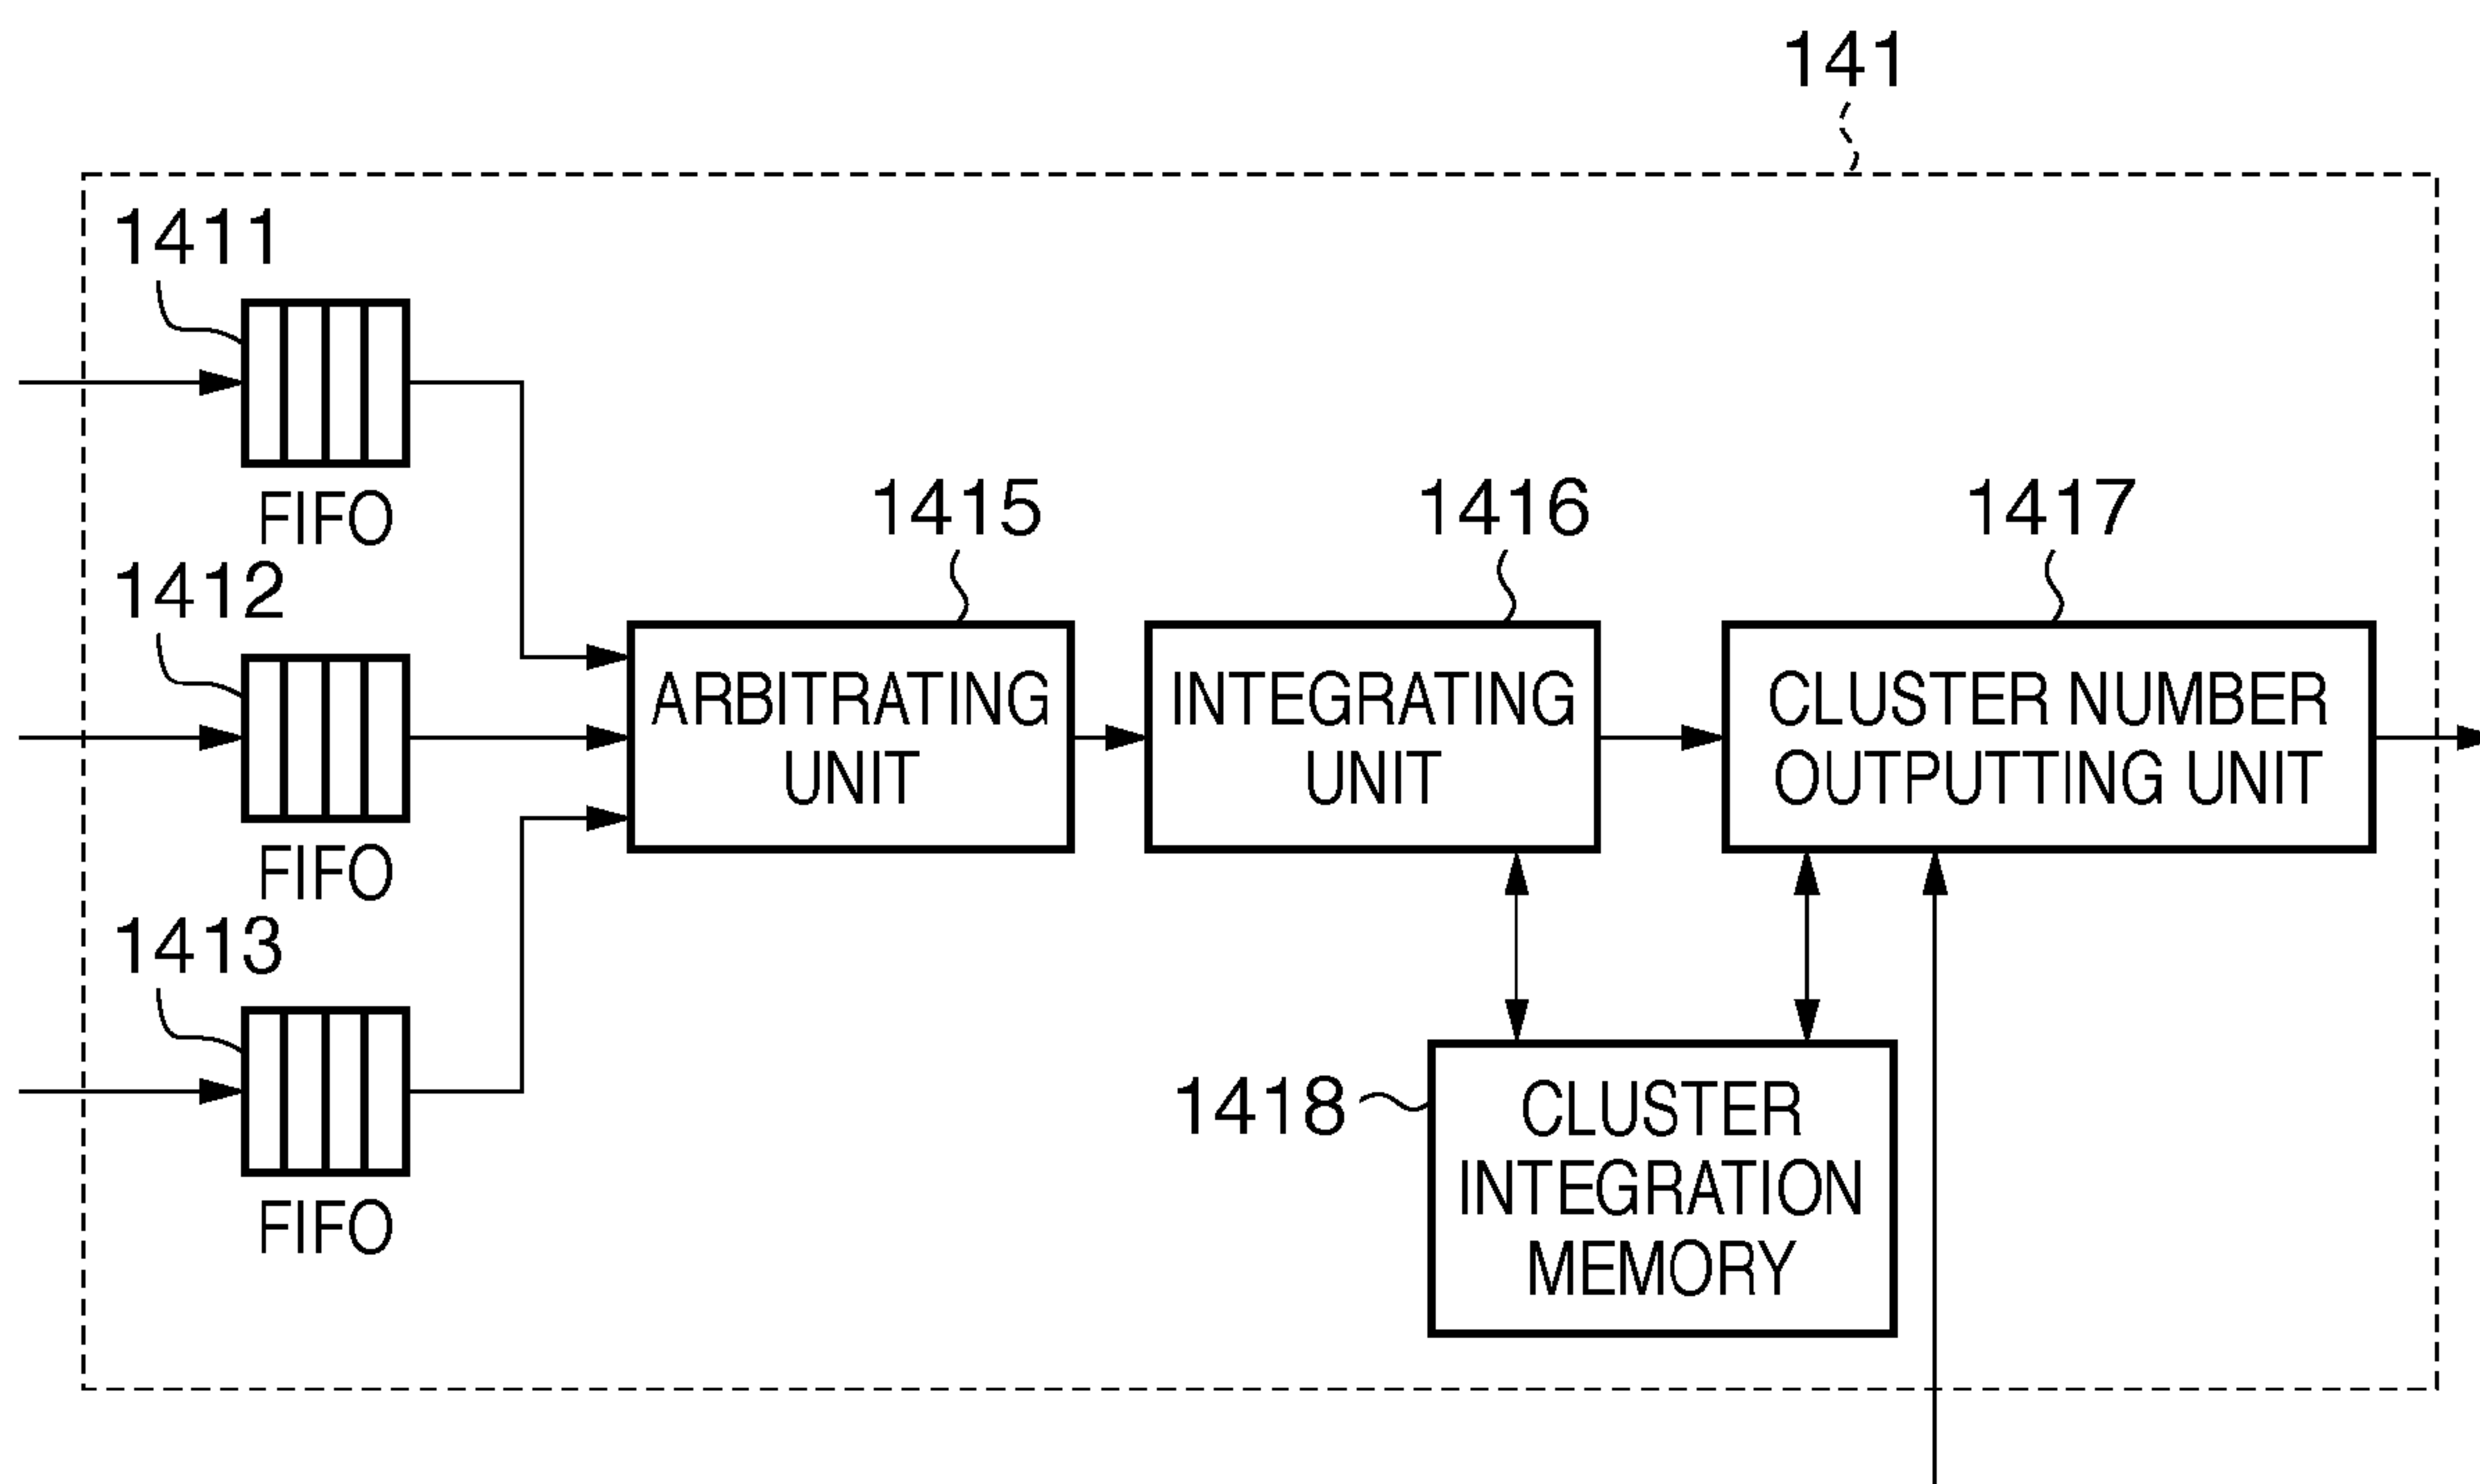 141
1411
FIFO
1412
FIFO
1413
FIFO
1415
ARBITRATING
UNIT
1416
INTEGRATING
UNIT
1417
CLUSTER NUMBER
OUTPUTTING UNIT
1418
CLUSTER
INTEGRATION
MEMORY